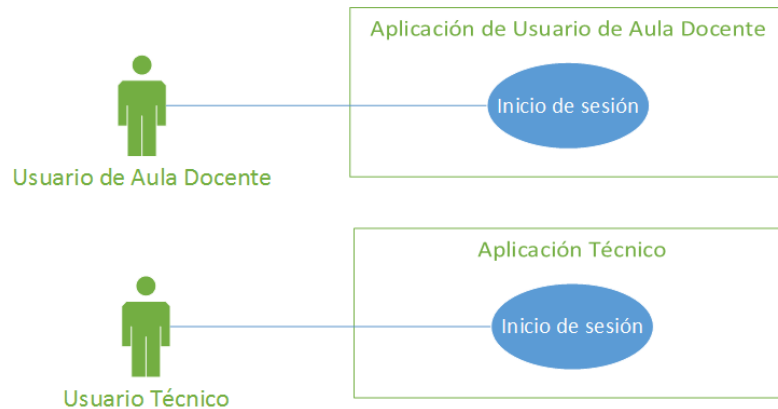 Aplicación de Usuario de Aula Docente
Inicio de sesión
Usuario de Aula Docente
Aplicación Técnico
Inicio de sesión
Usuario Técnico